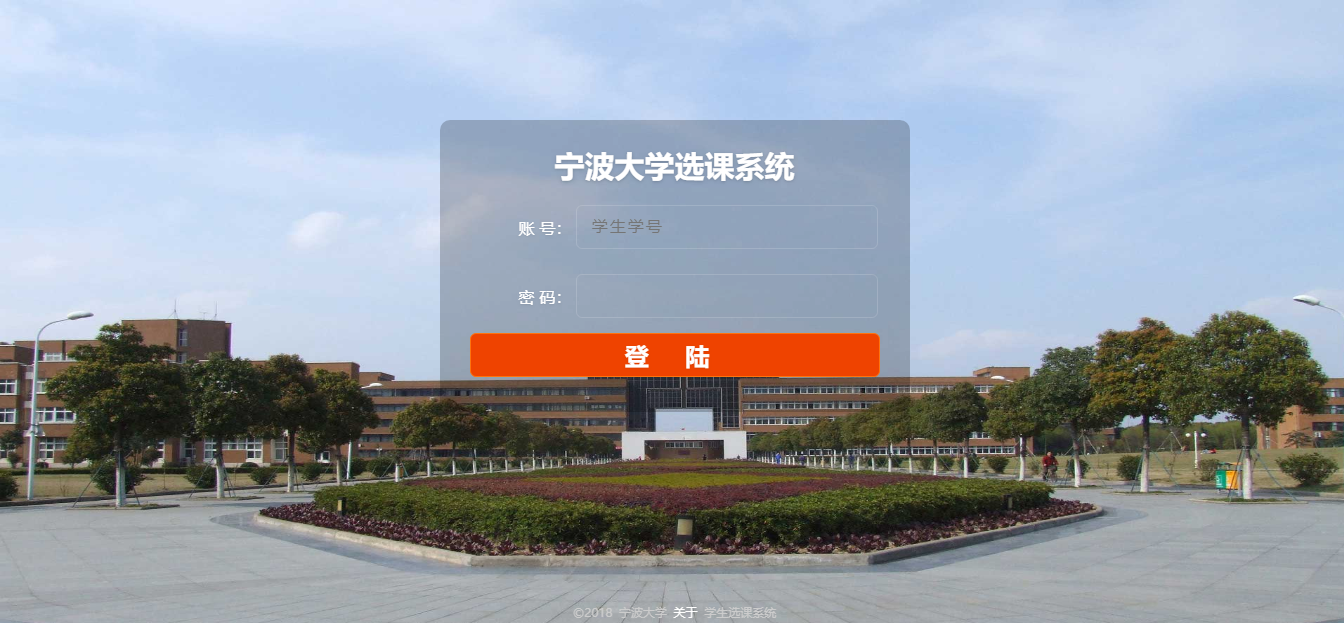 宁波大学选课系统
账 号： 学生学号
密 码：
登 陆
©2018 宁波大学 关于 学生选课系统